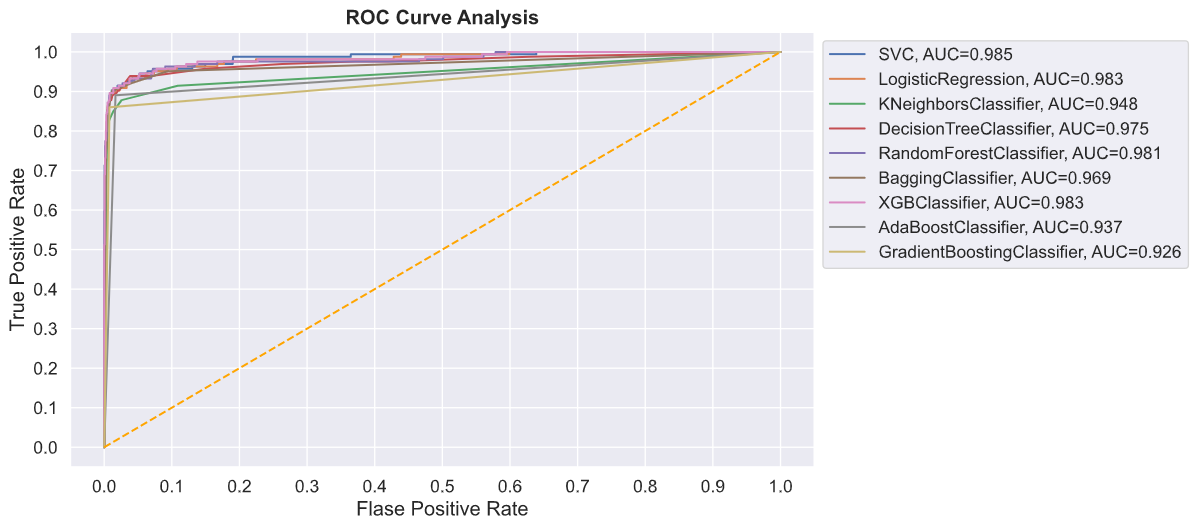 ROC Curve Analysis
1.0
0.9
0.8
0.7
0.6
0.5
0.4
0.3
0.2
0.1
0.0
True Positive Rate
0.0 0.1 0.2 0.3 0.4 0.5 0.6 0.7 0.8 0.9 1.0
Flase Positive Rate
SVC, AUC=0.985
LogisticRegression, AUC=0.983
KNeighborsClassifier, AUC=0.948
DecisionTreeClassifier, AUC=0.975
RandomForestClassifier, AUC=0.981
BaggingClassifier, AUC=0.969
XGBClassifier, AUC=0.983
AdaBoostClassifier, AUC=0.937
GradientBoostingClassifier, AUC=0.926